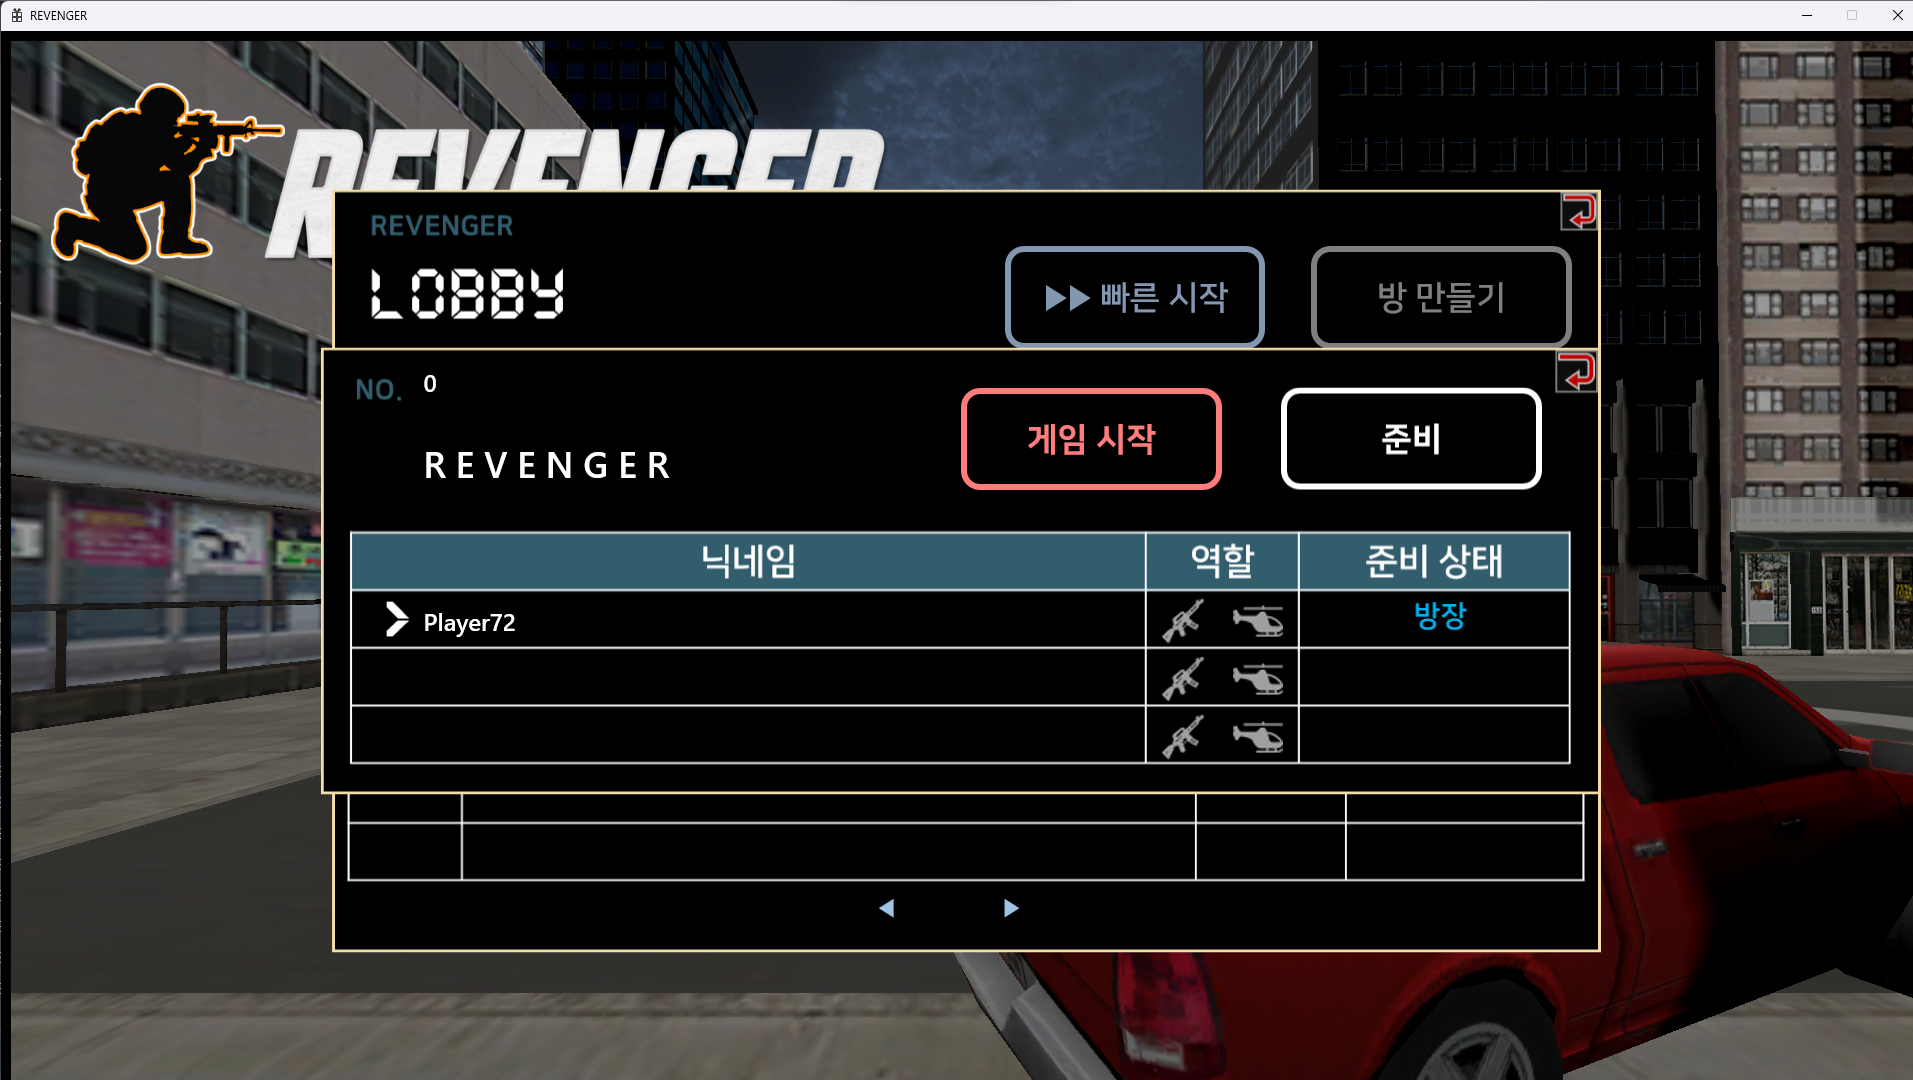 REVENGER
REVENGER
REVENGER
LOBBY
▶▶ 빠른 시작
방 만들기
NO. 0
게임 시작
준비
REVENGER
닉네임 역할 준비 상태
Player72 방장